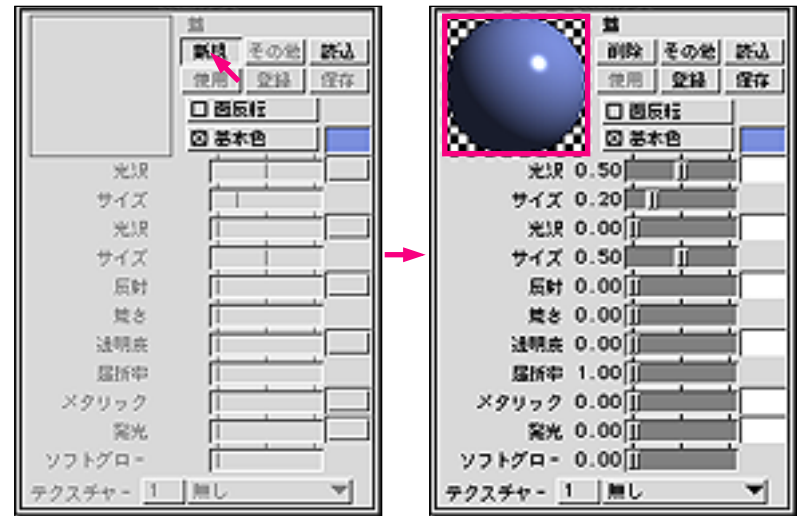 蓋
新規 その他 読込
使用 登録 保存
面反転
基本色
光沢
サイズ
光沢
サイズ
反射
荒さ
透明度
屈折率
メタリック
発光
ソフトグロー
テクスチャー 1 無し
蓋
削除 その他 読込
使用 登録 保存
面反転
基本色
光沢 0.50
サイズ 0.20
光沢 0.00
サイズ 0.50
反射 0.00
荒さ 0.00
透明度 0.00
屈折率 1.00
メタリック 0.00
発光 0.00
ソフトグロー 0.00
テクスチャー 1 無し